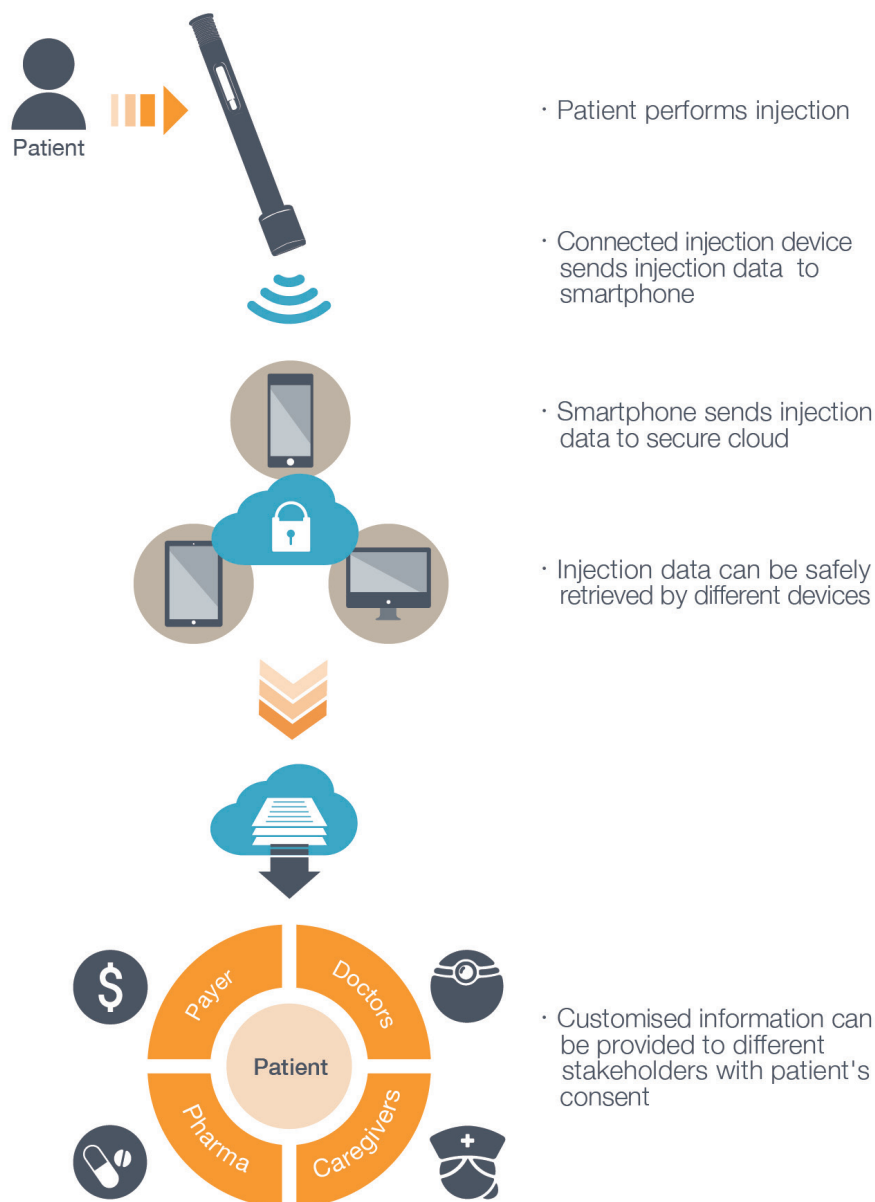 Patient
· Patient performs injection
· Connected injection device
sends injection data to
smartphone
· Smartphone sends injection
data to secure cloud
· Injection data can be safely
retrieved by different devices
$
Payer
Doctors
Patient
Pharma
Caregivers
· Customised information can
be provided to different
stakeholders with patient's
consent